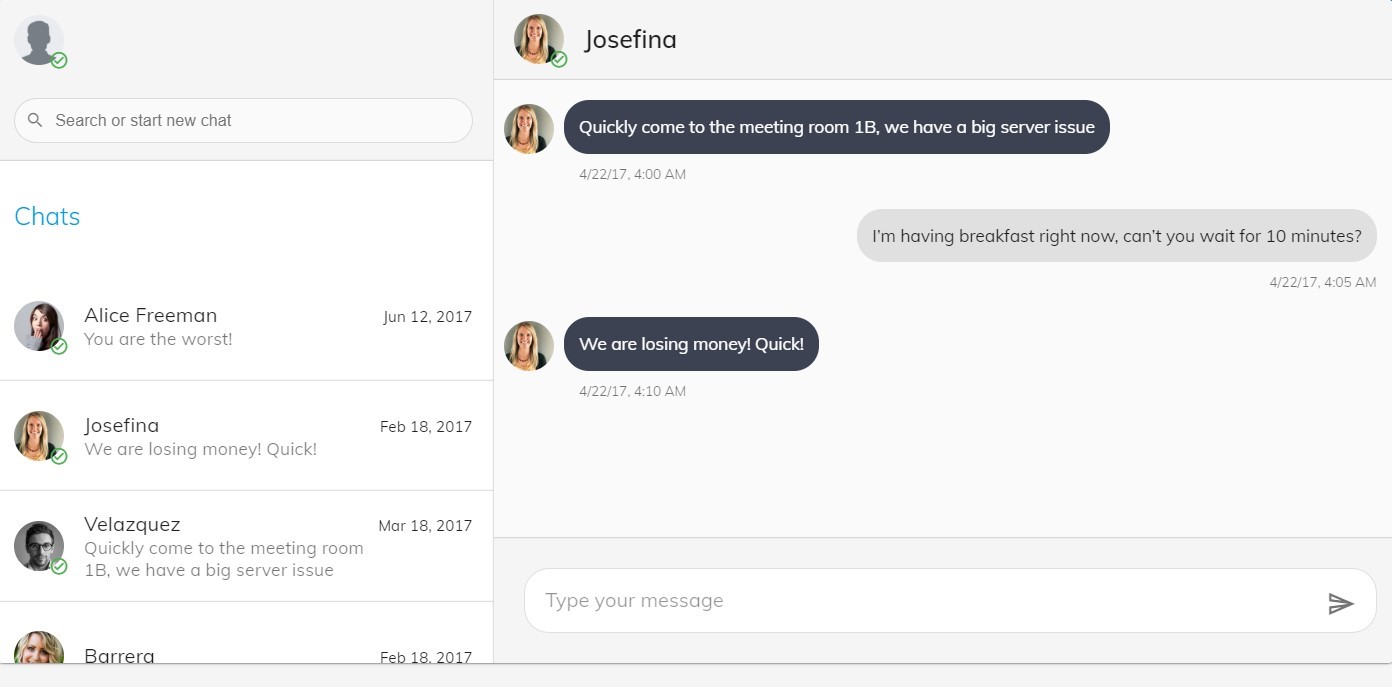 Search or start new chat
Chats
Alice Freeman
Jun 12, 2017
You are the worst!
Josefina
Feb 18, 2017
We are losing money! Quick!
Velazquez
Mar 18, 2017
Quickly come to the meeting room
1B, we have a big server issue
Barrera
Feb 18, 2017
Josefina
Quickly come to the meeting room 1B, we have a big server issue
4/22/17, 4:00 AM
I’m having breakfast right now, can’t you wait for 10 minutes?
4/22/17, 4:05 AM
We are losing money! Quick!
4/22/17, 4:10 AM
Type your message